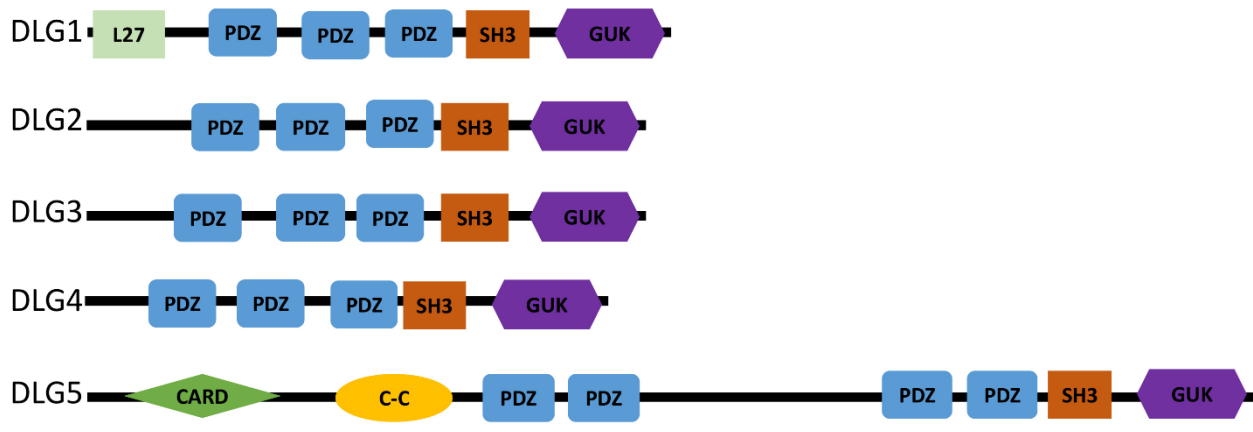 DLG1 L27 PDZ PDZ PDZ SH3 GUK
DLG2 PDZ PDZ PDZ SH3 GUK
DLG3 PDZ PDZ PDZ SH3 GUK
DLG4 PDZ PDZ PDZ SH3 GUK
DLG5 CARD C-C PDZ PDZ PDZ PDZ SH3 GUK